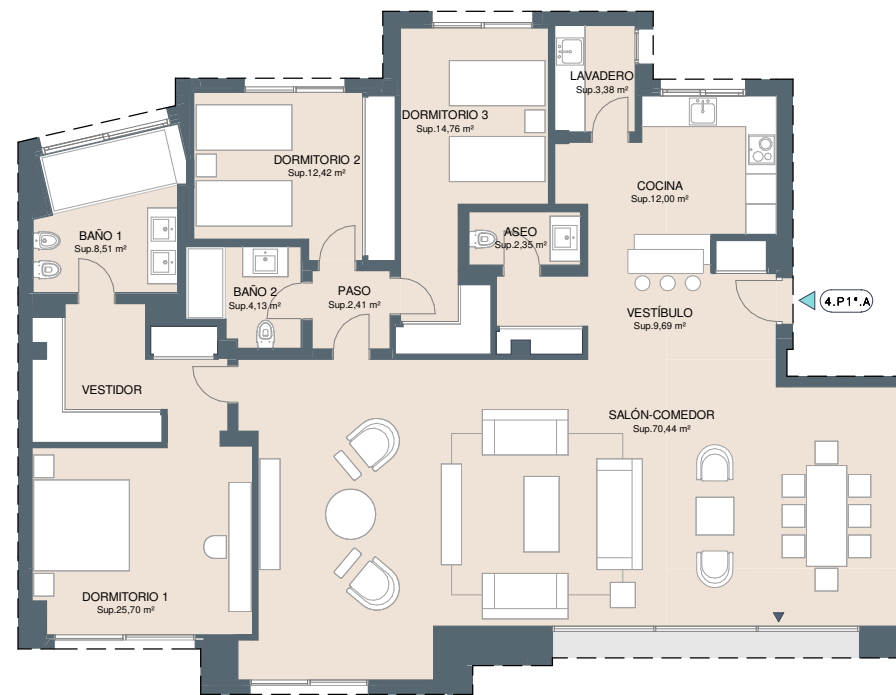 LAVADERO
Sup.3,38 m²
DORMITORIO 3
Sup.14,76 m²
DORMITORIO 2
Sup.12,42 m²
COCINA
Sup.12,00 m²
BAÑO 1
Sup.8,51 m²
ASEO
Sup.2,35 m²
BAÑO 2
Sup.4,13 m²
PASO
Sup.2,41 m²
VESTÍBULO
Sup.9,69 m²
4.P1ª.A
VESTIDOR
SALÓN-COMEDOR
Sup.70,44 m²
DORMITORIO 1
Sup.25,70 m²